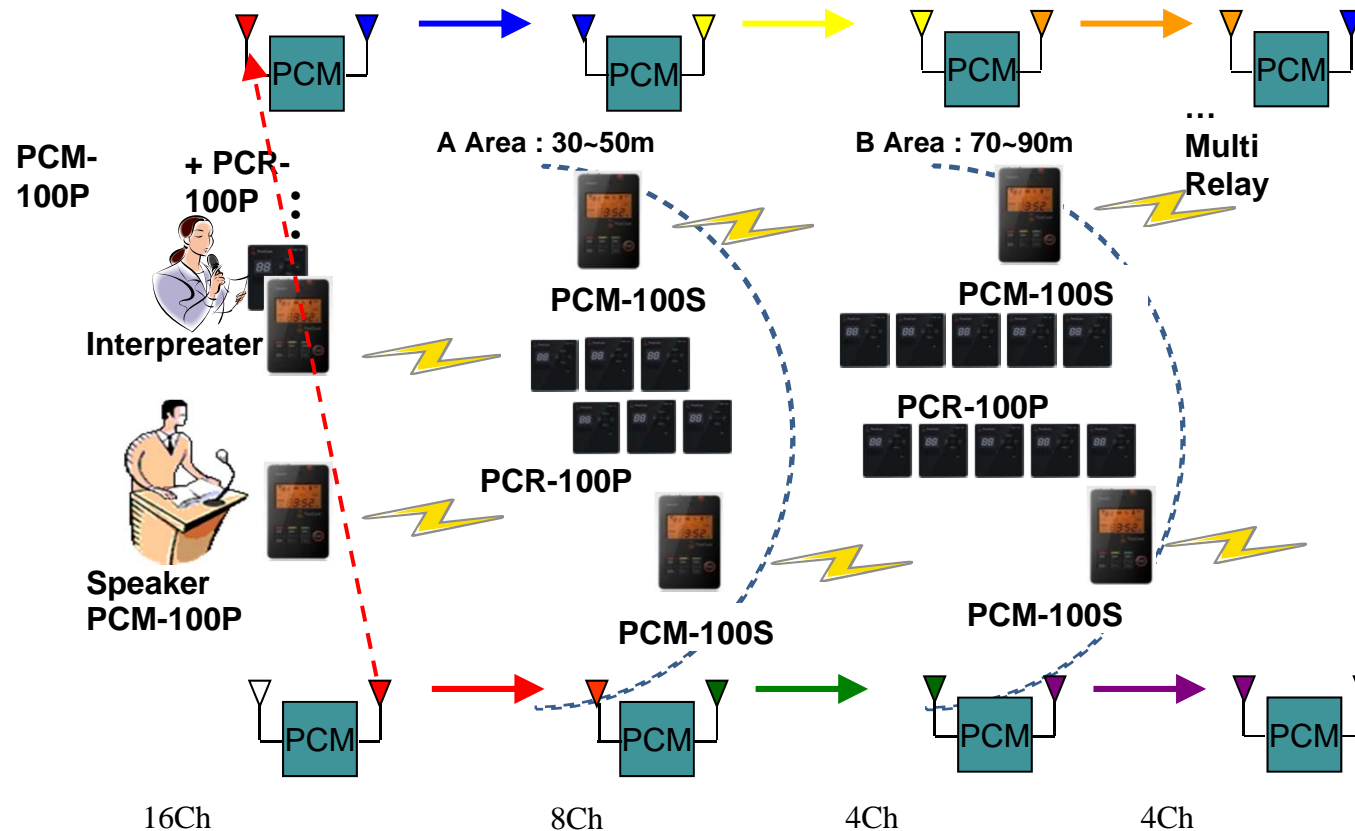 PCM
PCM
PCM
PCM
...
Multi
Relay
A Area : 30~50m
B Area : 70~90m
PCM-
100P
+ PCR-
100P
Interpreater
PCM-100S
PCM-100S
PCR-100P
PCR-100P
Speaker
PCM-100P
PCM-100S
PCM-100S
PCM
PCM
PCM
PCM
16Ch
8Ch
4Ch
4Ch